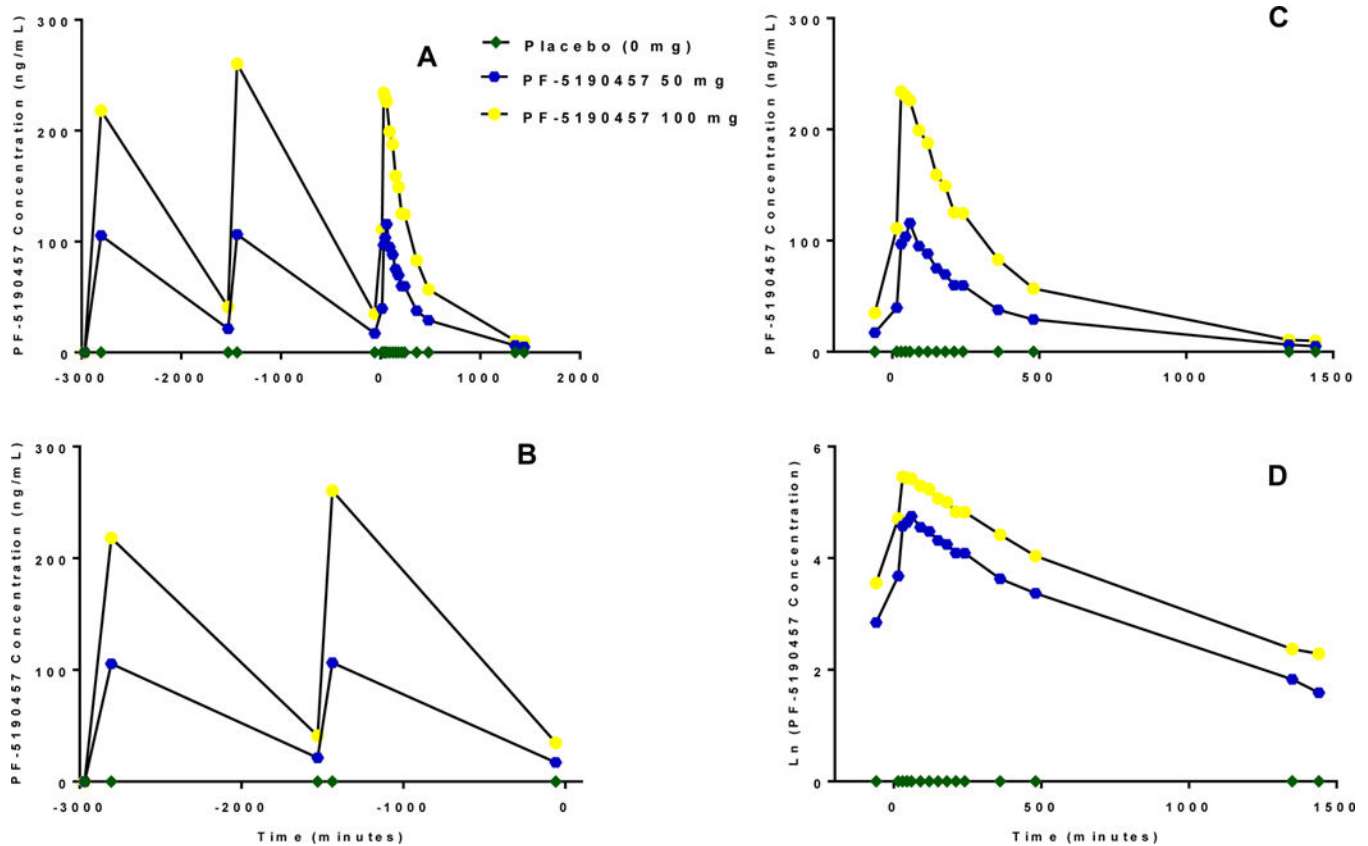 A
PF-5190457 Concentration (ng/mL)
300
200
100
0
-3000
-2000
-1000
0
1000
2000
Placebo (0 mg)
PF-5190457 50 mg
PF-5190457 100 mg
C
PF-5190457 Concentration (ng/mL)
300
200
100
0
0
500
1000
1500
B
PF-5190457 Concentration (ng/mL)
300
200
100
0
-3000
-2000
-1000
0
Time (minutes)
D
Ln (PF-5190457 Concentration)
6
4
2
0
0
500
1000
1500
Time (minutes)